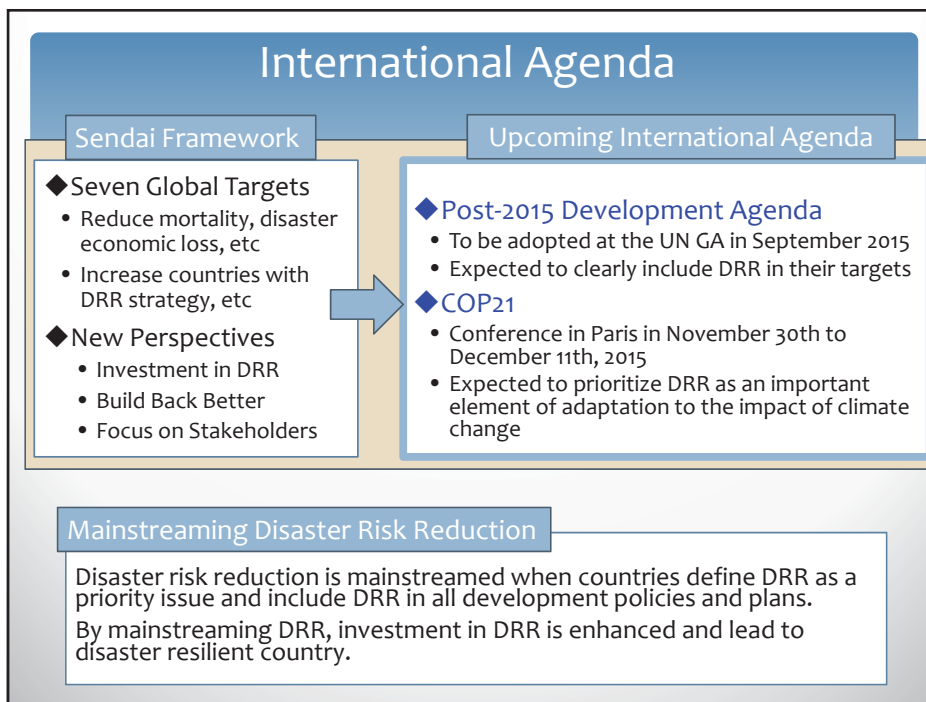 International Agenda
Sendai Framework
◆Seven Global Targets
• Reduce mortality, disaster
economic loss, etc
• Increase countries with
DRR strategy, etc
◆New Perspectives
• Investment in DRR
• Build Back Better
• Focus on Stakeholders
Upcoming International Agenda
◆Post-2015 Development Agenda
• To be adopted at the UN GA in September 2015
• Expected to clearly include DRR in their targets
◆COP21
• Conference in Paris in November 30th to
December 11th, 2015
• Expected to prioritize DRR as an important
element of adaptation to the impact of climate
change
Mainstreaming Disaster Risk Reduction
Disaster risk reduction is mainstreamed when countries define DRR as a
priority issue and include DRR in all development policies and plans.
By mainstreaming DRR, investment in DRR is enhanced and lead to
disaster resilient country.